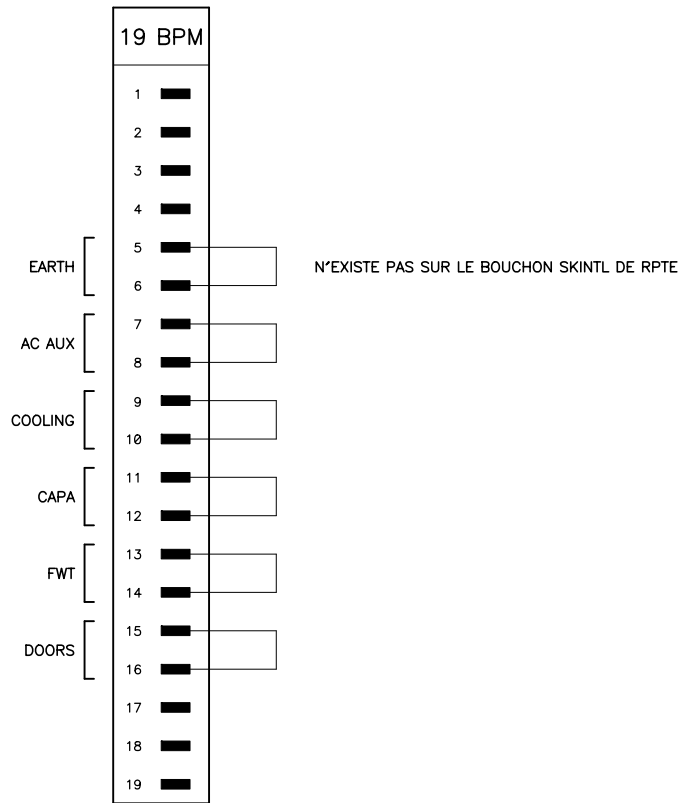 19 BPM
1
2
3
4
EARTH
5
6
N'EXISTE PAS SUR LE BOUCHON SKINTL DE RPTE
AC AUX
7
8
COOLING
9
10
CAPA
11
12
FWT
13
14
DOORS
15
16
17
18
19